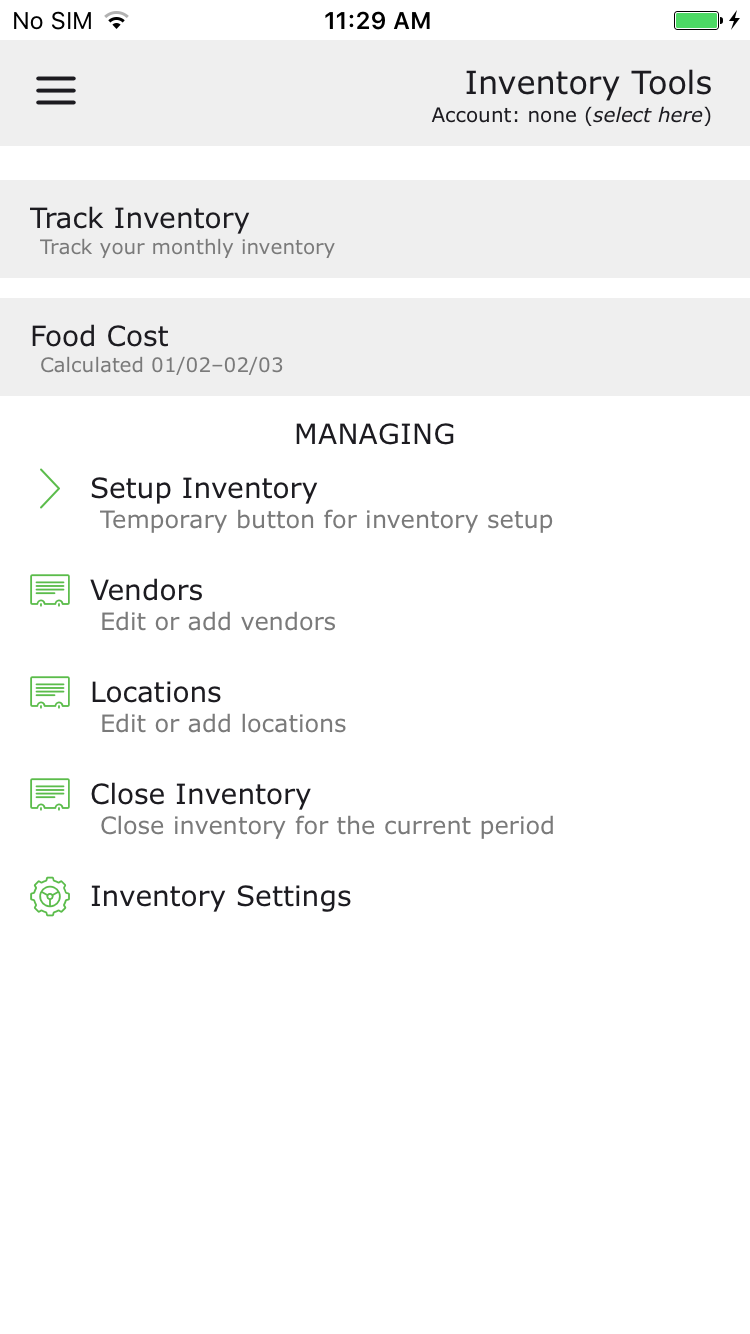 No SIM 11:29 AM
Inventory Tools
Account: none (select here)
Track Inventory
Track your monthly inventory
Food Cost
Calculated 01/02–02/03
MANAGING
Setup Inventory
Temporary button for inventory setup
Vendors
Edit or add vendors
Locations
Edit or add locations
Close Inventory
Close inventory for the current period
Inventory Settings